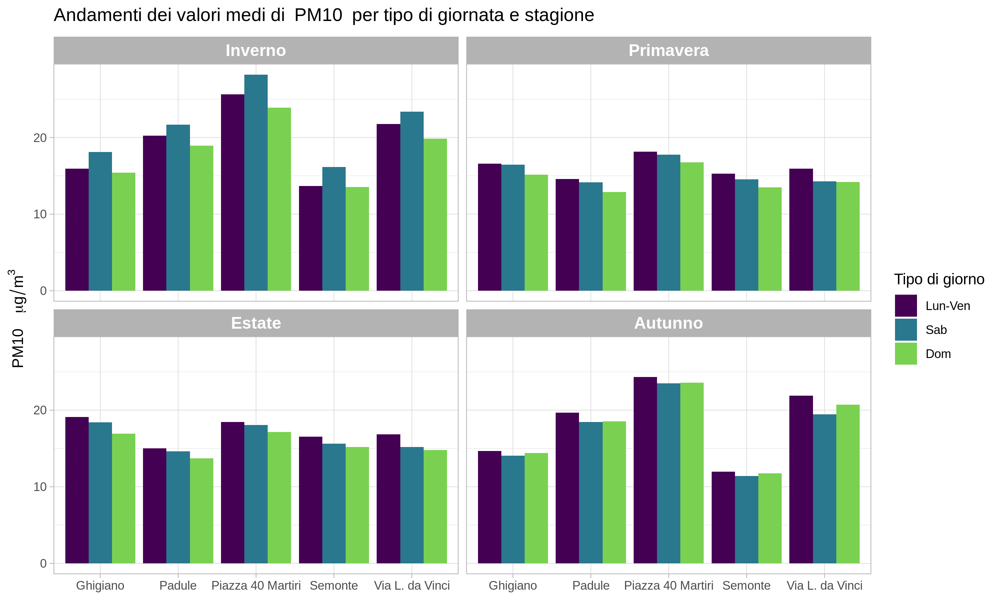 Andamenti dei valori medi di  PM10  per tipo di giornata e stagione
Inverno
Primavera
20
10
0
PM10  µg/m³
Estate
Autunno
20
10
0
Ghigiano
Padule
Piazza 40 Martiri
Semonte
Via L. da Vinci
Ghigiano
Padule
Piazza 40 Martiri
Semonte
Via L. da Vinci
Tipo di giorno
Lun-Ven
Sab
Dom